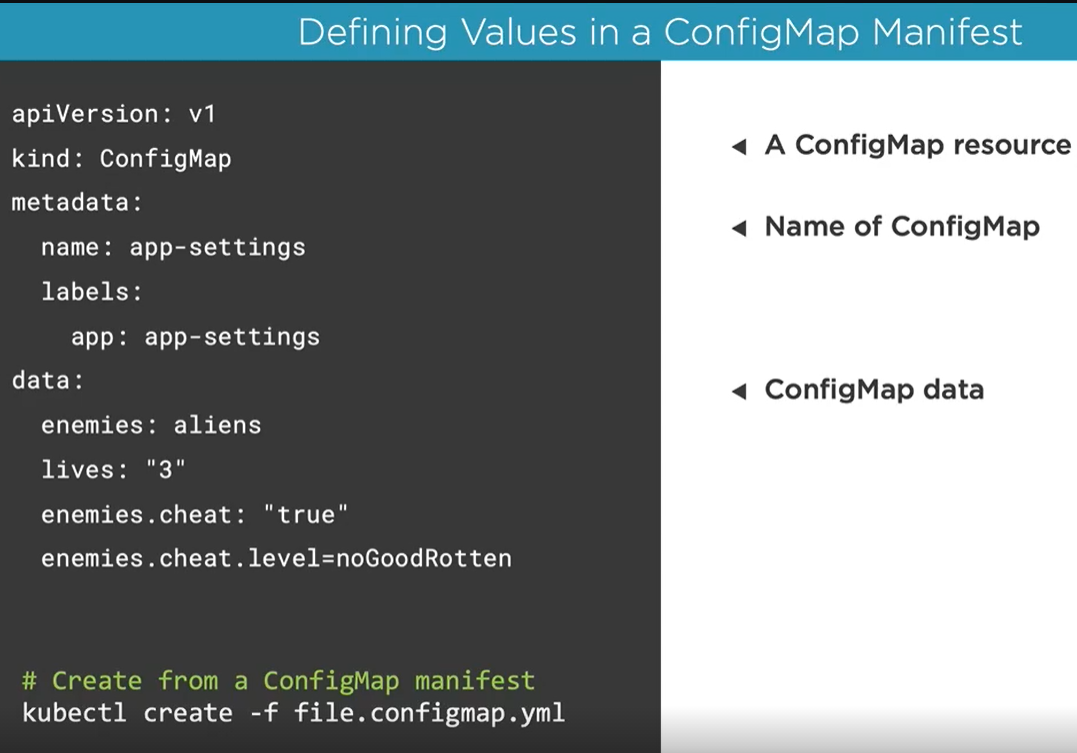 Defining Values in a ConfigMap Manifest
apiVersion: v1
kind: ConfigMap
metadata:
  name: app-settings
  labels:
    app: app-settings
data:
  enemies: aliens
  lives: "3"
  enemies.cheat: "true"
  enemies.cheat.level=noGoodRotten
# Create from a ConfigMap manifest
kubectl create -f file.configmap.yml
◀ A ConfigMap resource
◀ Name of ConfigMap
◀ ConfigMap data